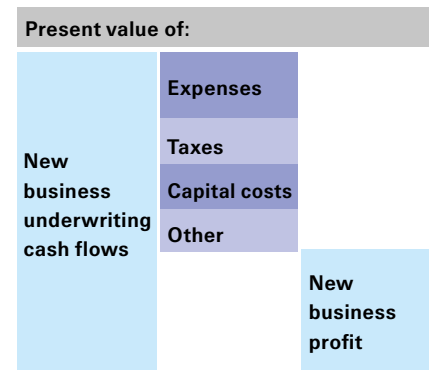 Present value of:
New
business
underwriting
cash flows
Expenses
Taxes
Capital costs
Other
New
business
profit